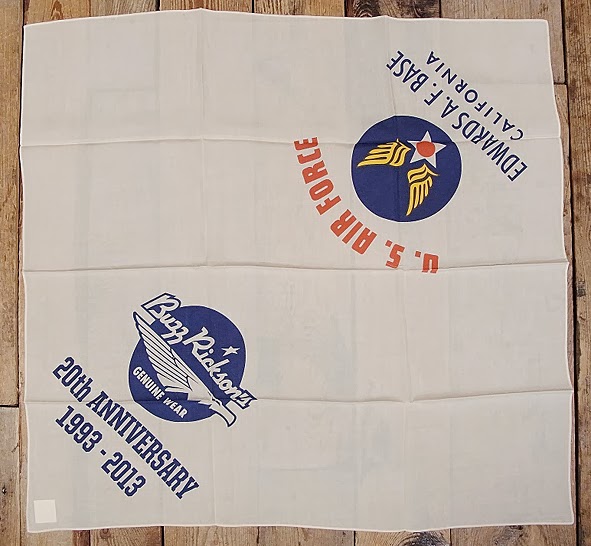 EDWARDS A.F. BASE
CALIFORNIA
U.S. AIR FORCE
Buzz Rickson's
GENUINE WEAR
20th ANNIVERSARY
1993-2013